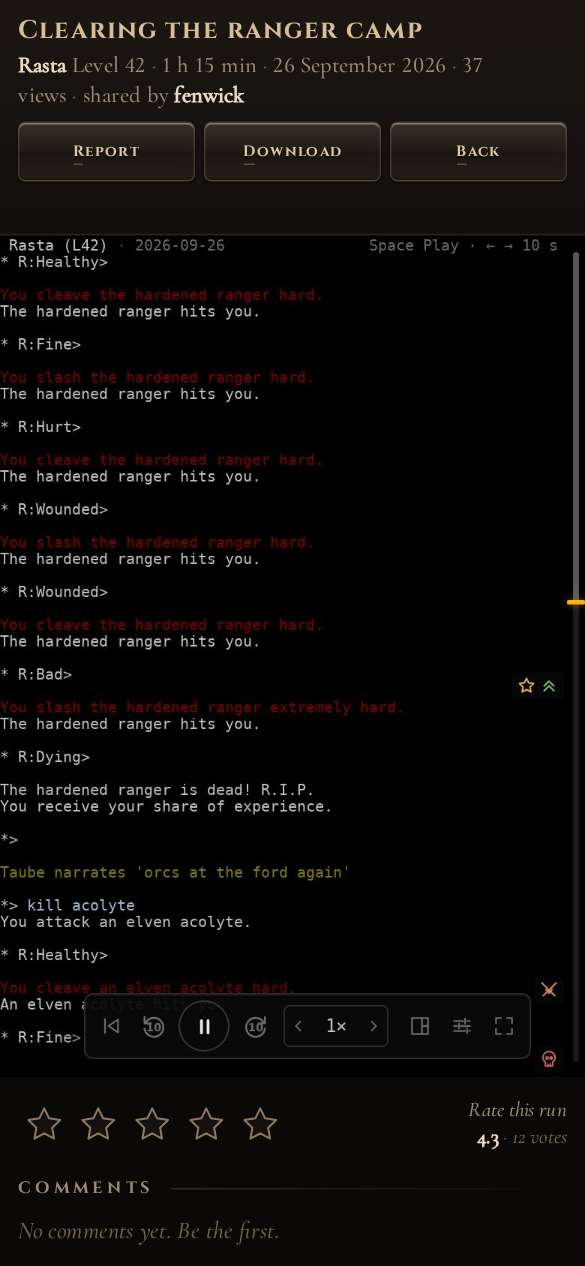 Clearing the ranger camp
Rasta Level 42 · 1 h 15 min · 26 September 2026 · 37
views · shared by fenwick
Report Download Back
Rasta (L42) · 2026-09-26 Space Play · ← → 10 s
* R:Healthy>
You cleave the hardened ranger hard.
The hardened ranger hits you.
* R:Fine>
You slash the hardened ranger hard.
The hardened ranger hits you.
* R:Hurt>
You cleave the hardened ranger hard.
The hardened ranger hits you.
* R:Wounded>
You slash the hardened ranger hard.
The hardened ranger hits you.
* R:Wounded>
You cleave the hardened ranger hard.
The hardened ranger hits you.
* R:Bad>
You slash the hardened ranger extremely hard.
The hardened ranger hits you.
* R:Dying>
The hardened ranger is dead! R.I.P.
You receive your share of experience.
*>
Taube narrates 'orcs at the ford again'
*> kill acolyte
You attack an elven acolyte.
* R:Healthy>
You cleave an elven acolyte hard.
An elven acolyte hits you.
* R:Fine>
10 10 1×
Rate this run
4.3 · 12 votes
COMMENTS
No comments yet. Be the first.